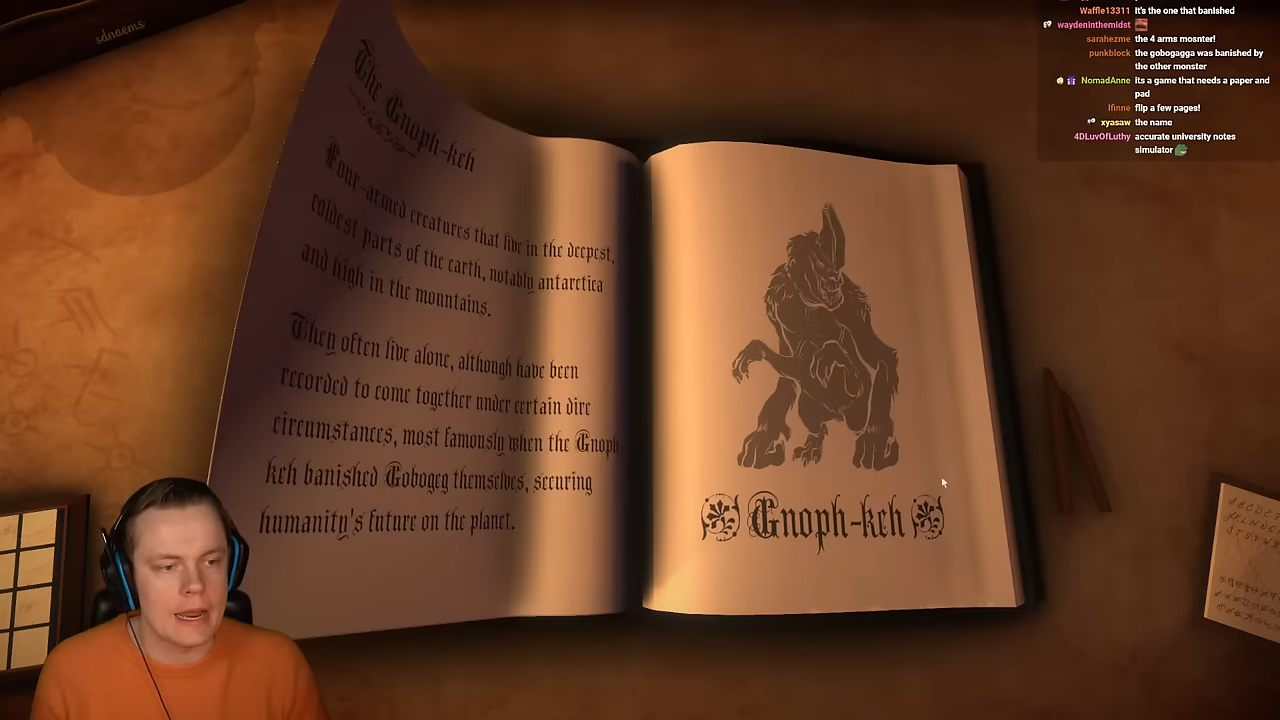 sdnaems
The Gnoph-keh
Four-armed creatures that live in the deepest,
coldest parts of the earth, notably antarctica
and high in the mountains.
They often live alone, although have been
recorded to come together under certain dire
circumstances, most famously when the Gnoph
keh banished Gobogeg themselves, securing
humanity's future on the planet.
Gnoph-keh
Waffle13311 it's the one that banished
waydeninthemidst
sarahezme the 4 arms mosnter!
punkblock the gobogagga was banished by
the other monster
NomadAnne its a game that needs a paper and
pad
lfinne flip a few pages!
xyasaw the name
4DLuvOfLuthy accurate university notes
simulator